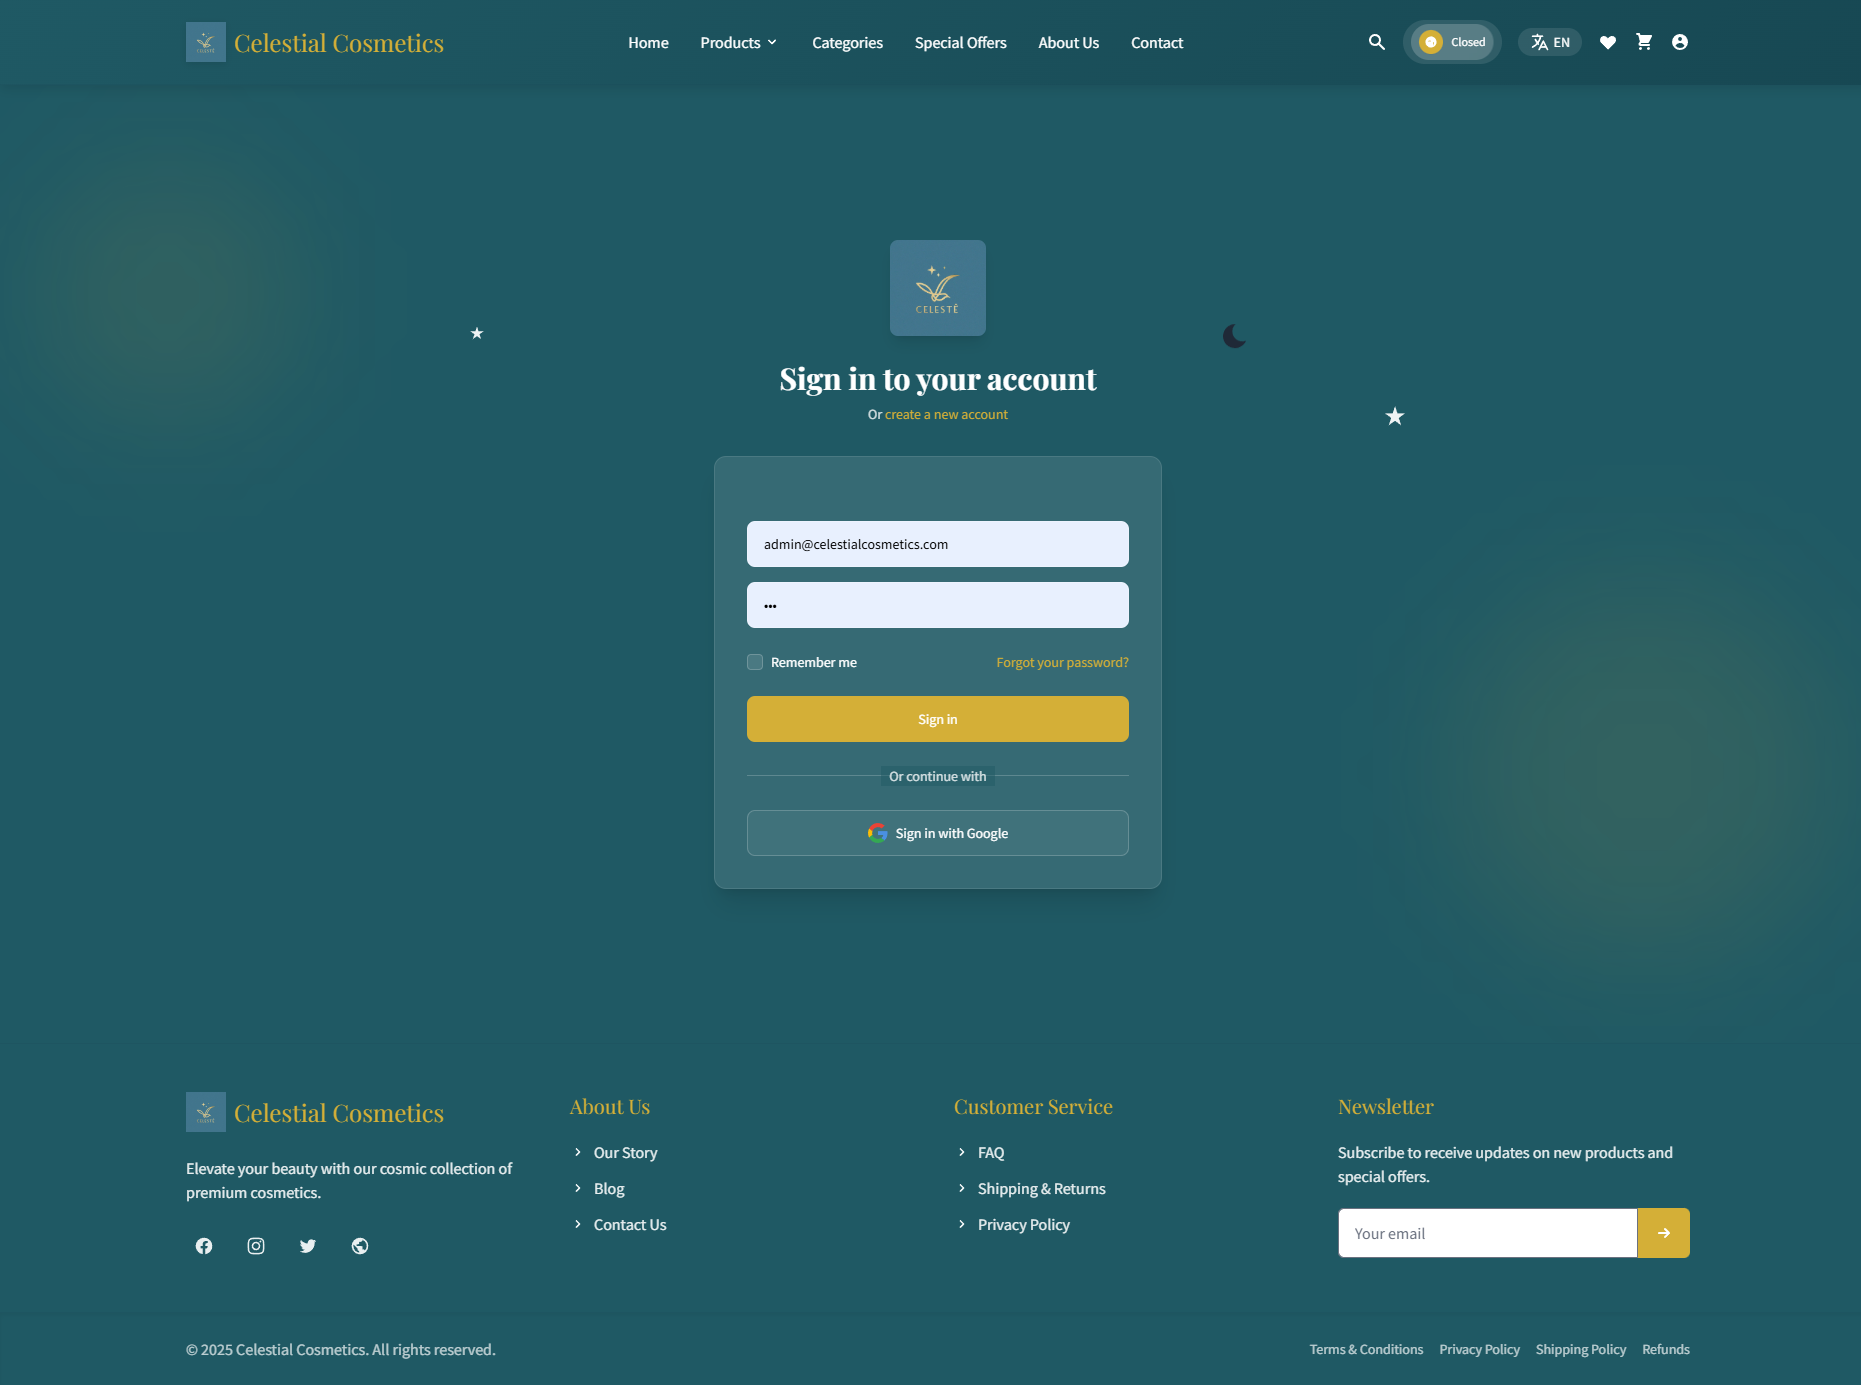 Celestial Cosmetics
Home
Products
Categories
Special Offers
About Us
Contact
Closed
EN
CELESTÉ
Sign in to your account
Or create a new account
admin@celestialcosmetics.com
•••
Remember me
Forgot your password?
Sign in
Or continue with
Sign in with Google
Celestial Cosmetics
Elevate your beauty with our cosmic collection of
premium cosmetics.
About Us
Our Story
Blog
Contact Us
Customer Service
FAQ
Shipping & Returns
Privacy Policy
Newsletter
Subscribe to receive updates on new products and
special offers.
Your email
© 2025 Celestial Cosmetics. All rights reserved.
Terms & Conditions
Privacy Policy
Shipping Policy
Refunds